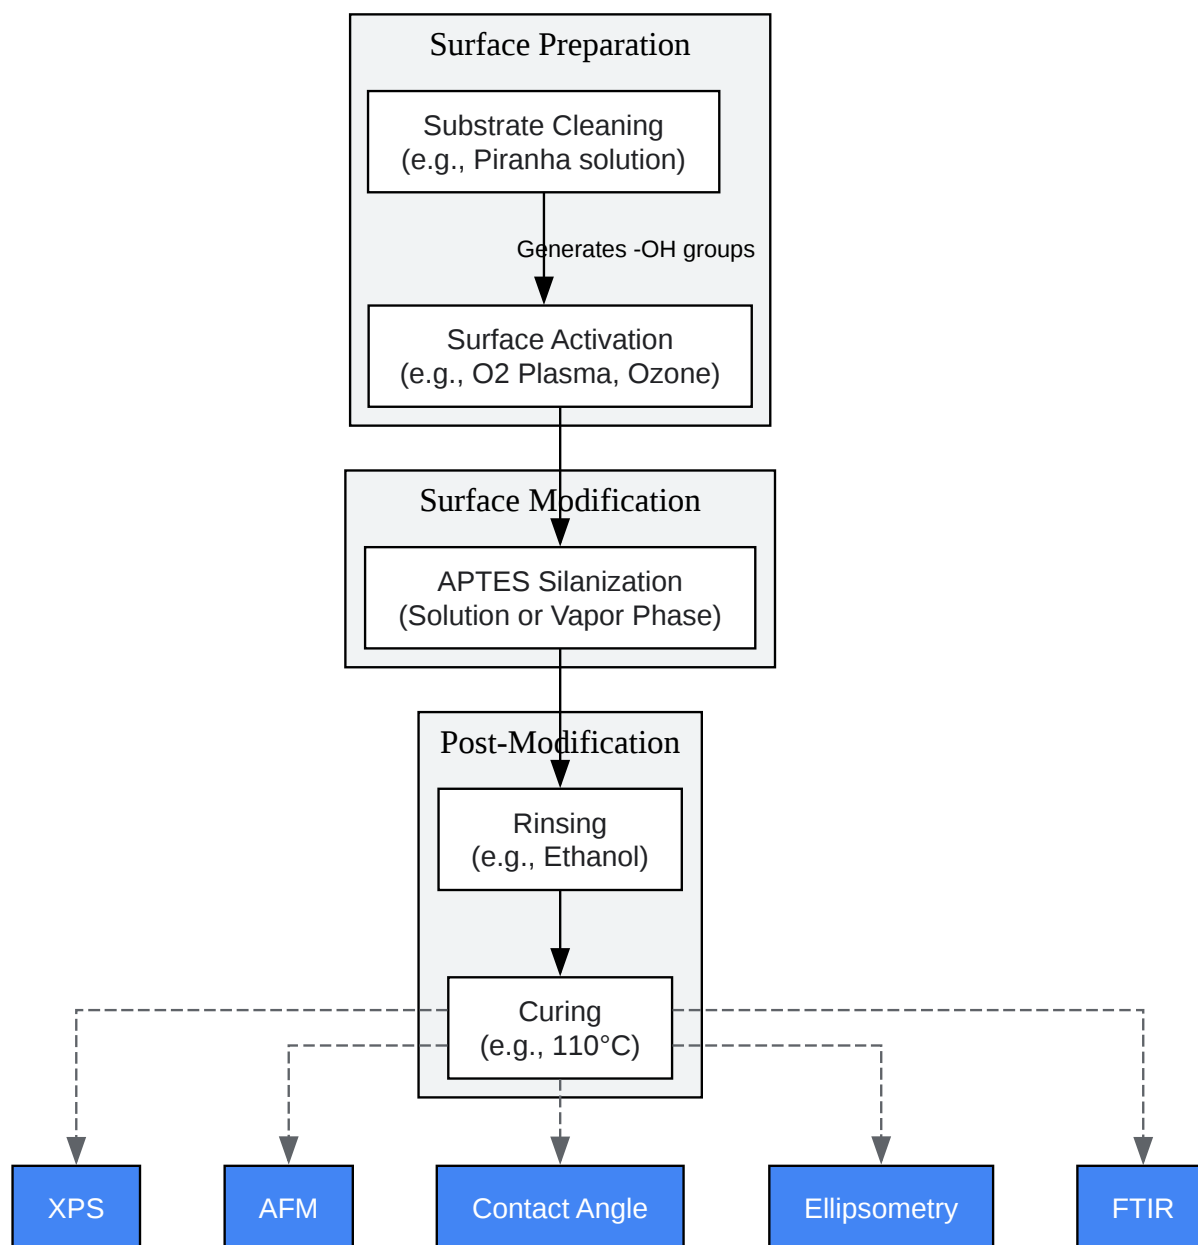 Surface Preparation
Substrate Cleaning
(e.g., Piranha solution)
Generates -OH groups
Surface Activation
(e.g., O2 Plasma, Ozone)
Surface Modification
APTES Silanization
(Solution or Vapor Phase)
Post-Modification
Rinsing
(e.g., Ethanol)
Curing
(e.g., 110°C)
XPS
AFM
Contact Angle
Ellipsometry
FTIR